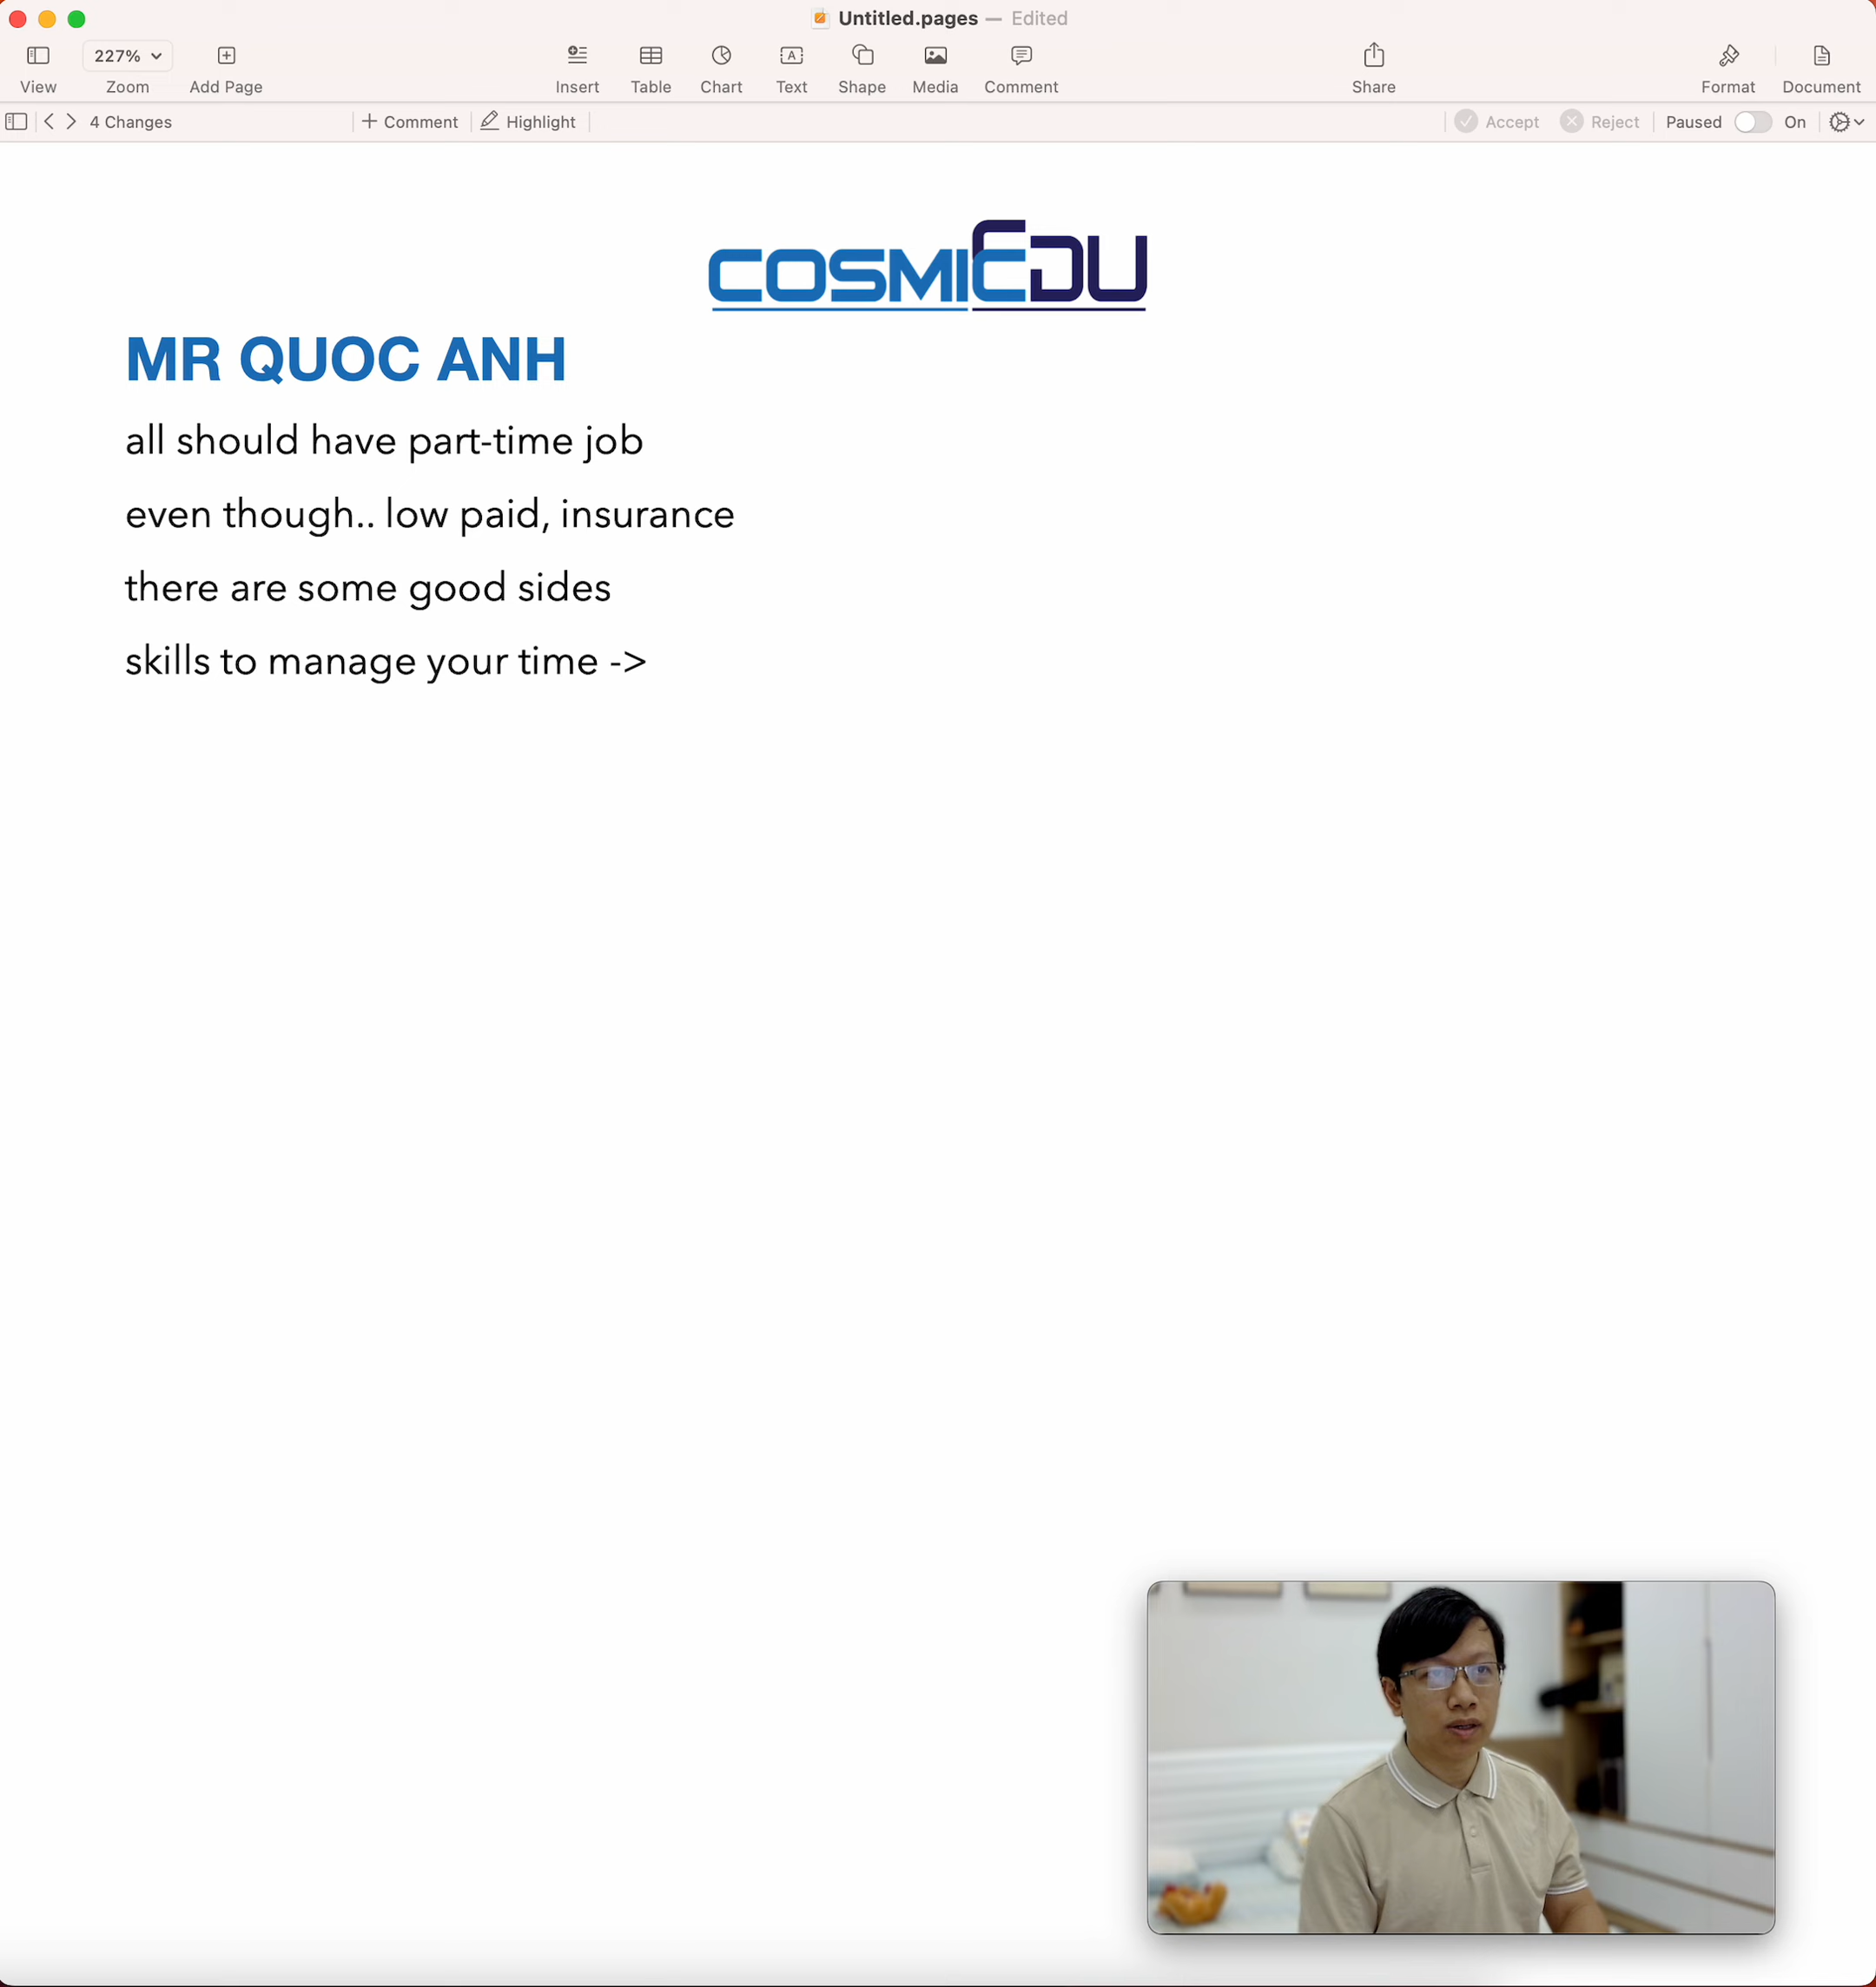 Untitled.pages — Edited
227%
View
Zoom
Add Page
Insert
Table
Chart
Text
Shape
Media
Comment
Share
Format
Document
4 Changes
+ Comment
Highlight
Accept
Reject
Paused
On
COSMICEDU
MR QUOC ANH
all should have part-time job
even though.. low paid, insurance
there are some good sides
skills to manage your time ->